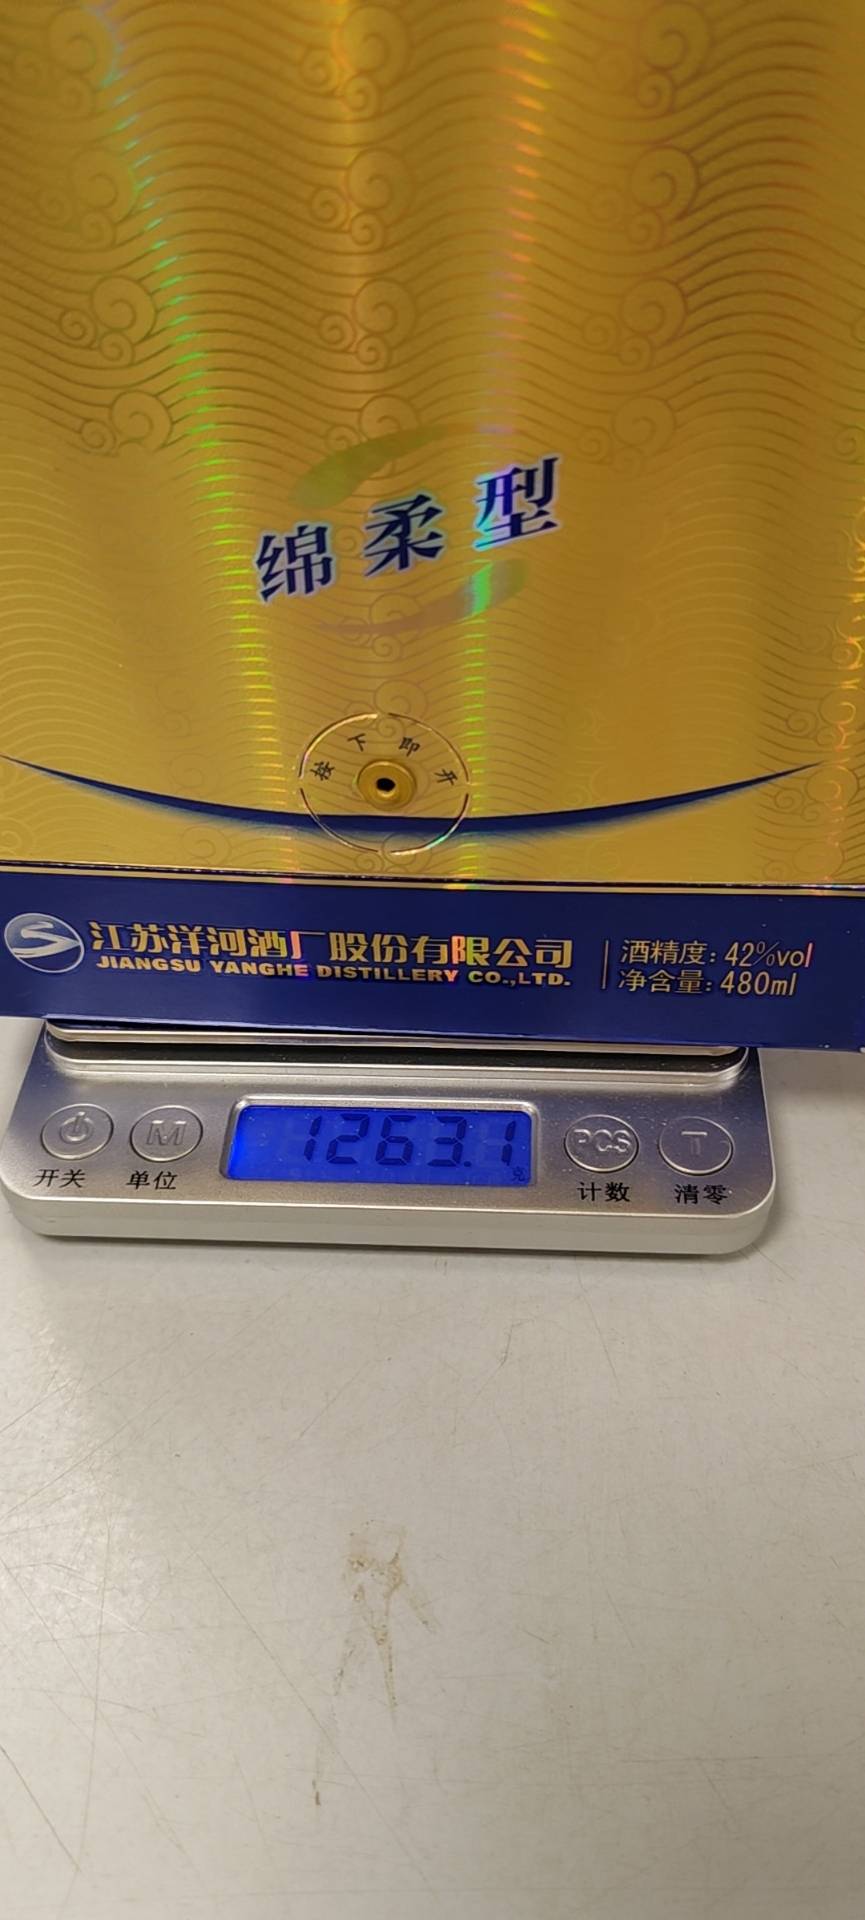 绵柔型
按下即开
江苏洋河酒厂股份有限公司
JIANGSU YANGHE DISTILLERY CO.,LTD.
酒精度: 42%vol
净含量: 480ml
1263.1
克
M
PCS
T
开关
单位
计数
清零